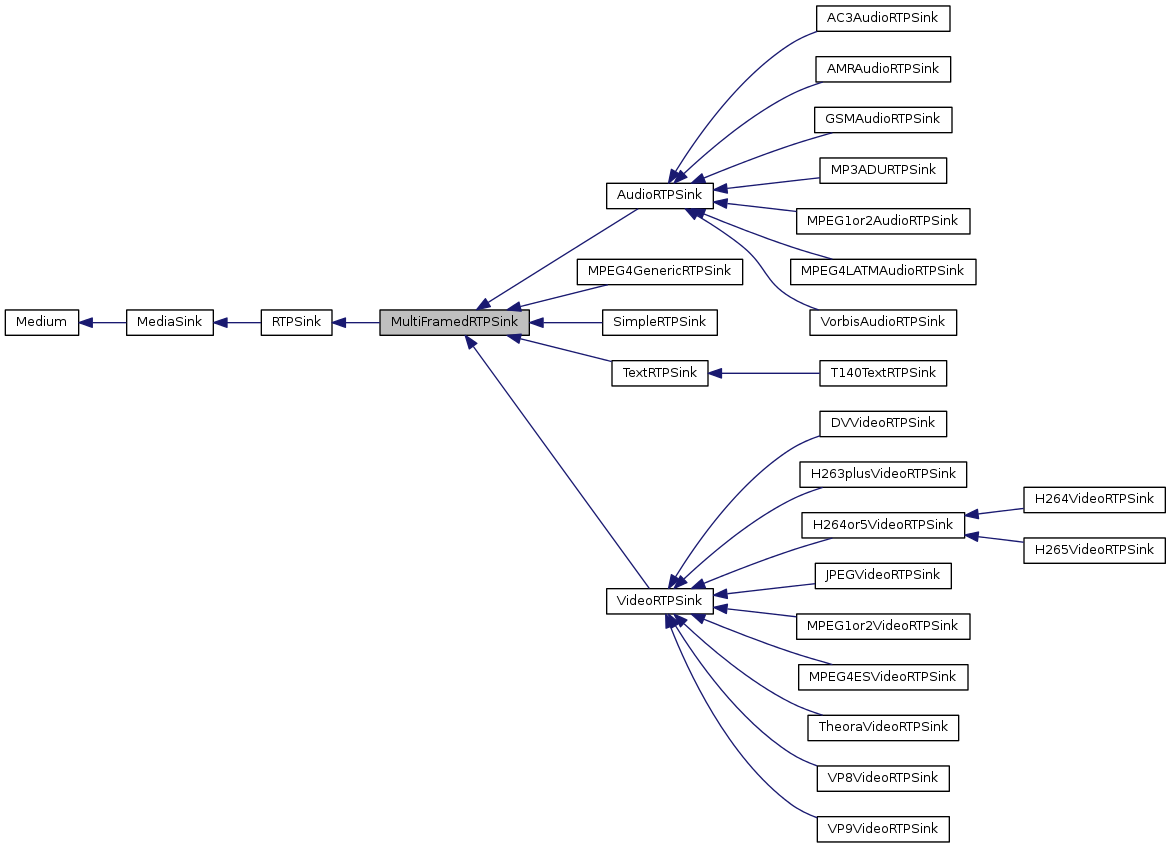 AC3AudioRTPSink
AMRAudioRTPSink
GSMAudioRTPSink
MP3ADURTPSink
AudioRTPSink
MPEG1or2AudioRTPSink
MPEG4GenericRTPSink
MPEG4LATMAudioRTPSink
Medium
MediaSink
RTPSink
MultiFramedRTPSink
SimpleRTPSink
VorbisAudioRTPSink
TextRTPSink
T140TextRTPSink
DVVideoRTPSink
H263plusVideoRTPSink
H264or5VideoRTPSink
H264VideoRTPSink
H265VideoRTPSink
JPEGVideoRTPSink
VideoRTPSink
MPEG1or2VideoRTPSink
MPEG4ESVideoRTPSink
TheoraVideoRTPSink
VP8VideoRTPSink
VP9VideoRTPSink